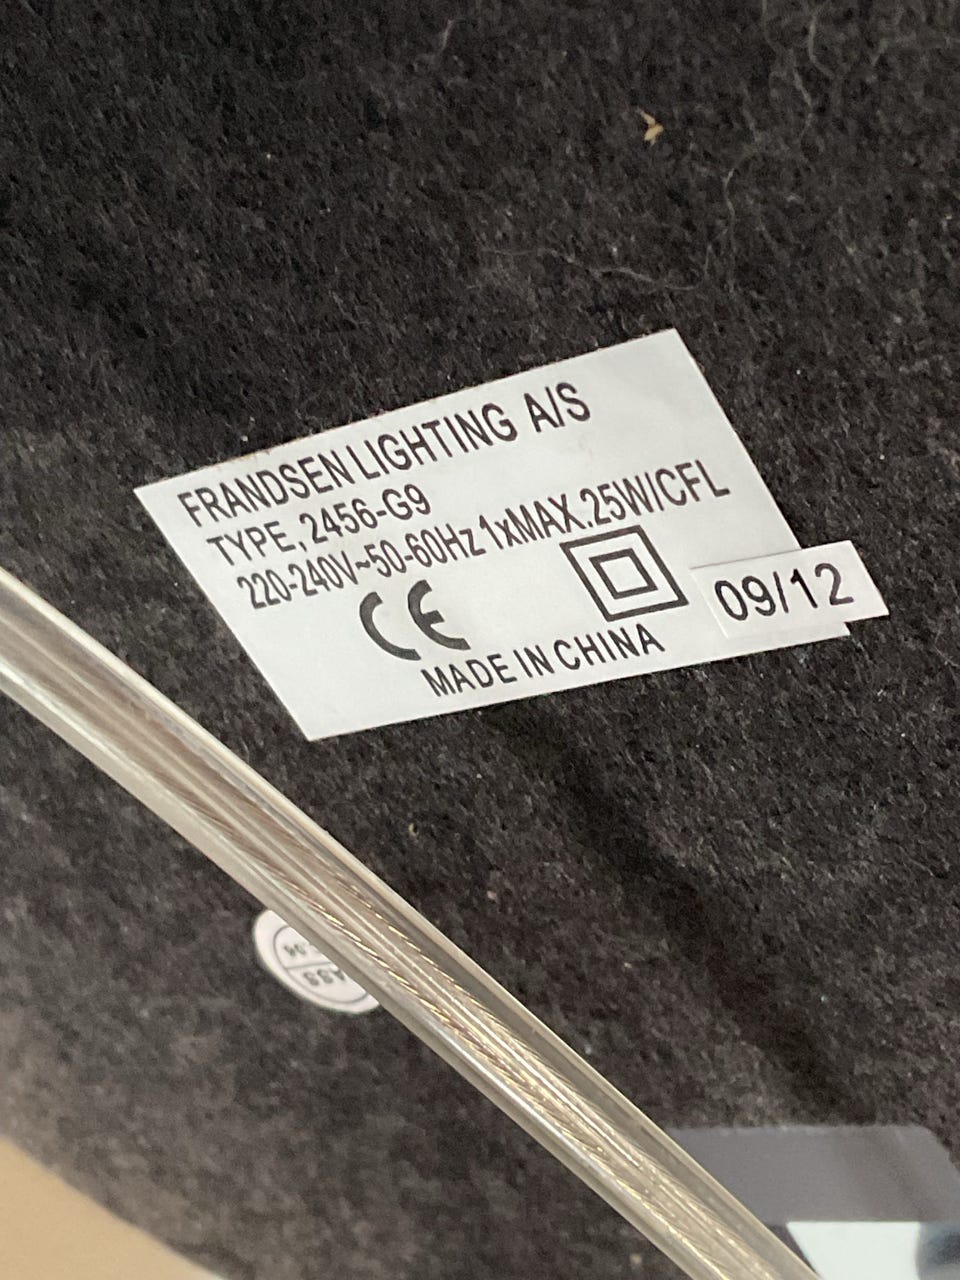 FRANDSEN LIGHTING A/S
TYPE, 2456-G9
220-240V~50-60Hz 1xMAX.25W/CFL
CE
MADE IN CHINA
09/12